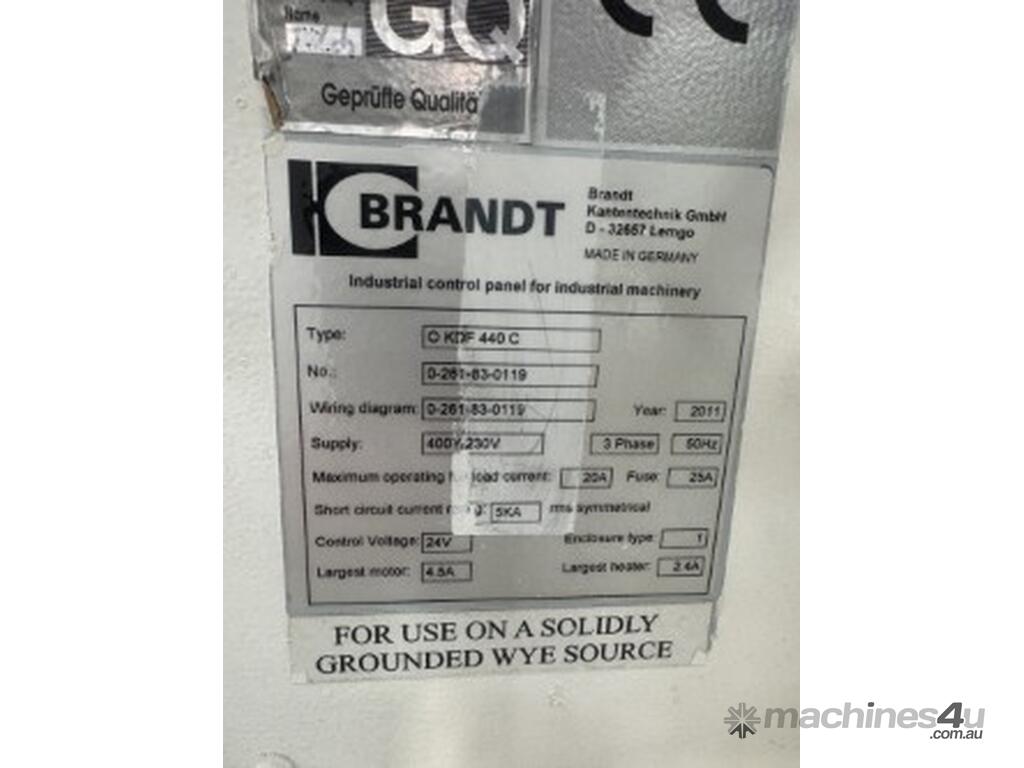 Name
GQ
Geprüfte Qualitä
CE
BRANDT
Brandt
Kantentechnik GmbH
D - 32657 Lemgo
MADE IN GERMANY
Industrial control panel for industrial machinery
Type: O KDF 440 C
No.: 0-261-83-0119
Wiring diagram: 0-261-83-0119 Year: 2011
Supply: 400Y,230V 3 Phase 50Hz
Maximum operating load current: 20A Fuse: 25A
Short circuit current 5KA rms symmetrical
Control Voltage: 24V Enclosure type: 1
Largest motor: 4.5A Largest heater: 2.4A
FOR USE ON A SOLIDLY
GROUNDED WYE SOURCE
machines4u
.com.au